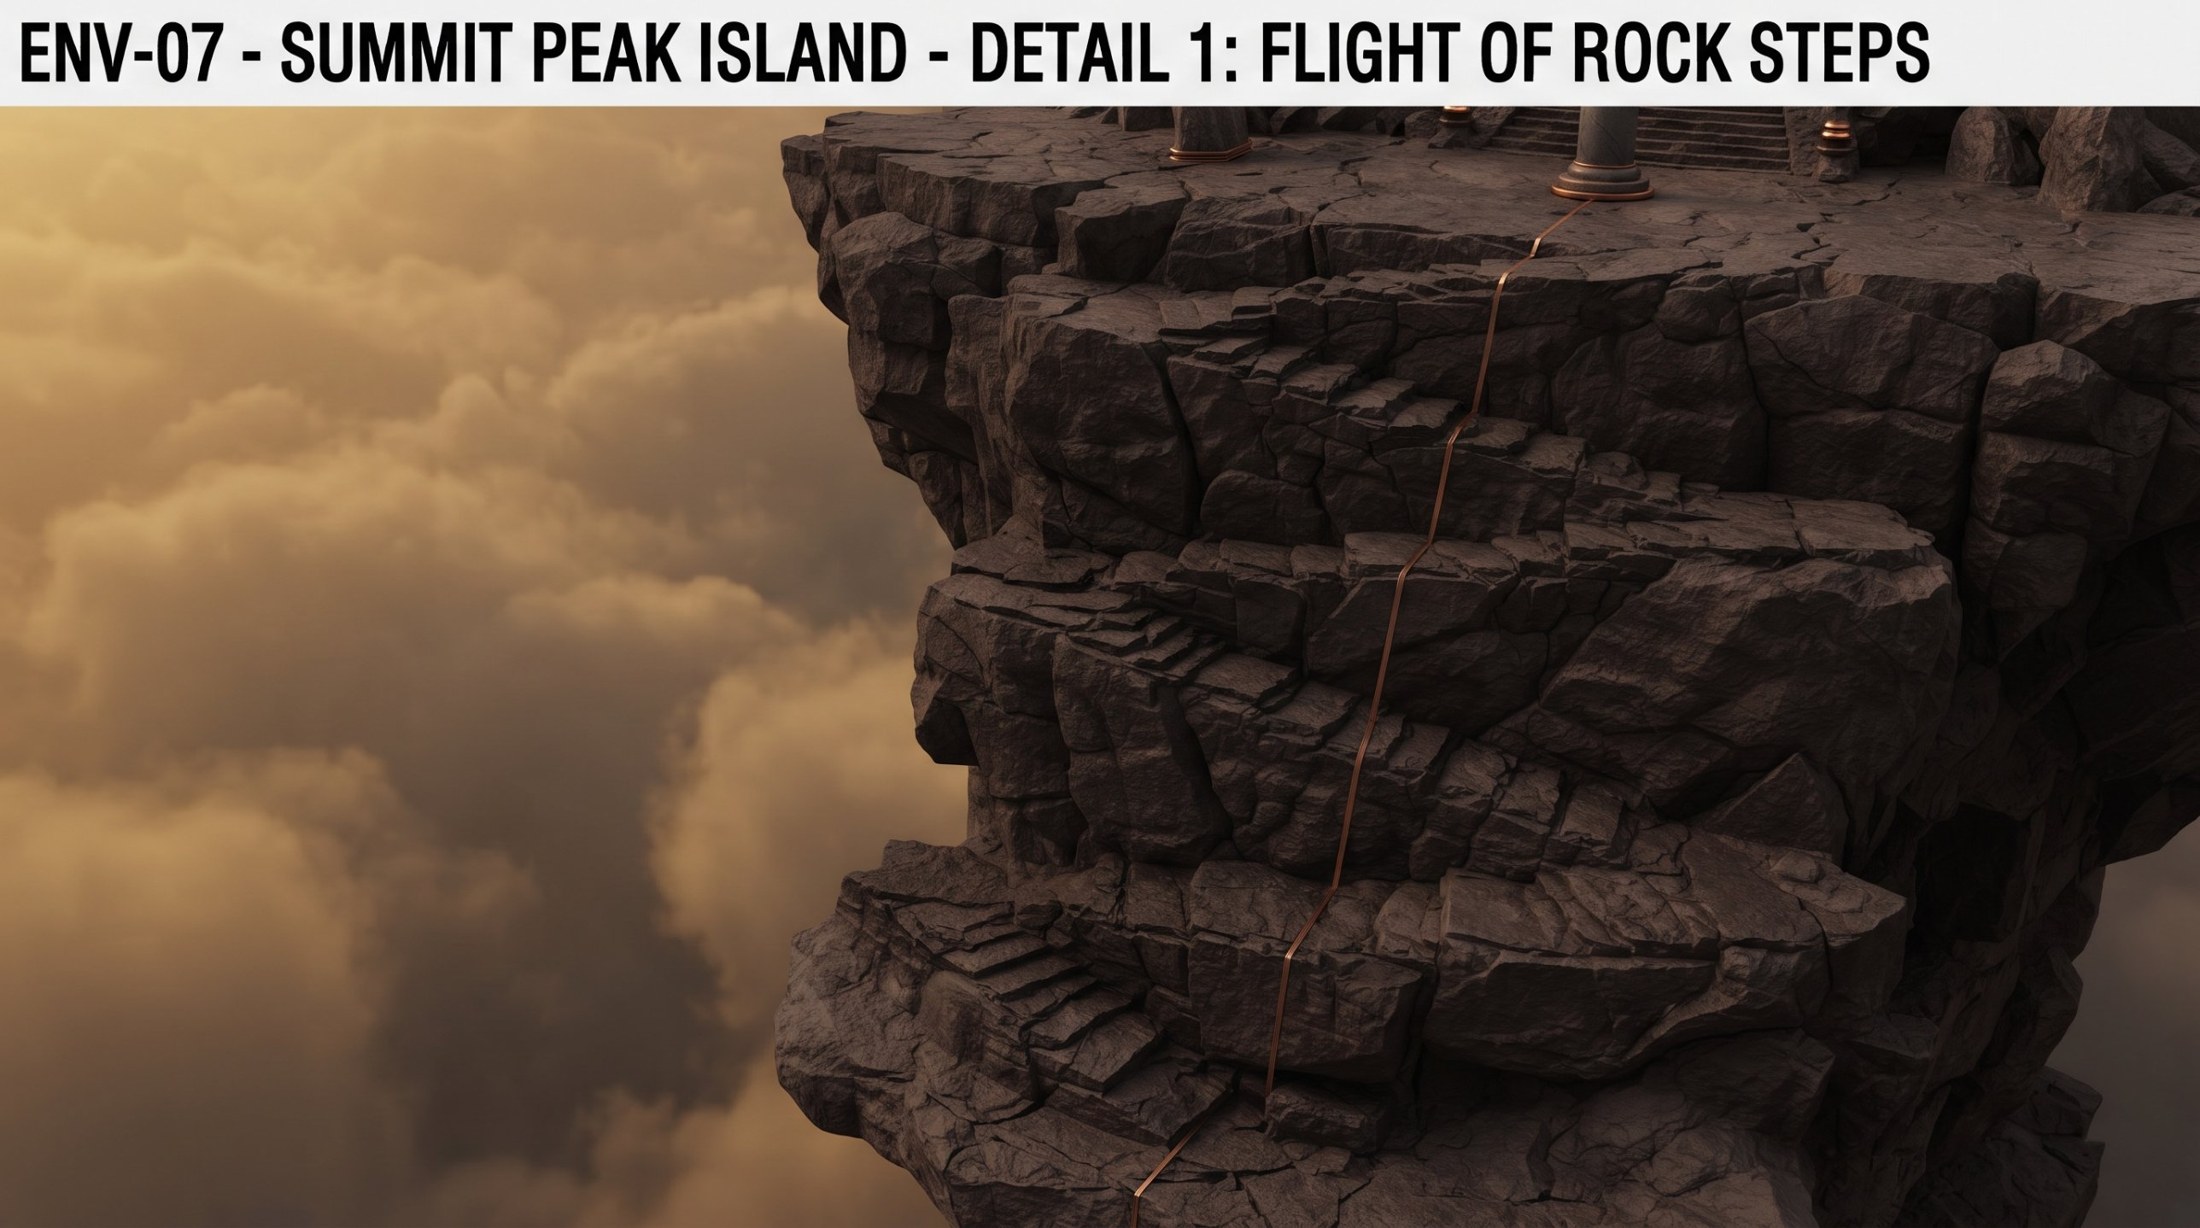 ENV-07 - SUMMIT PEAK ISLAND - DETAIL 1: FLIGHT OF ROCK STEPS